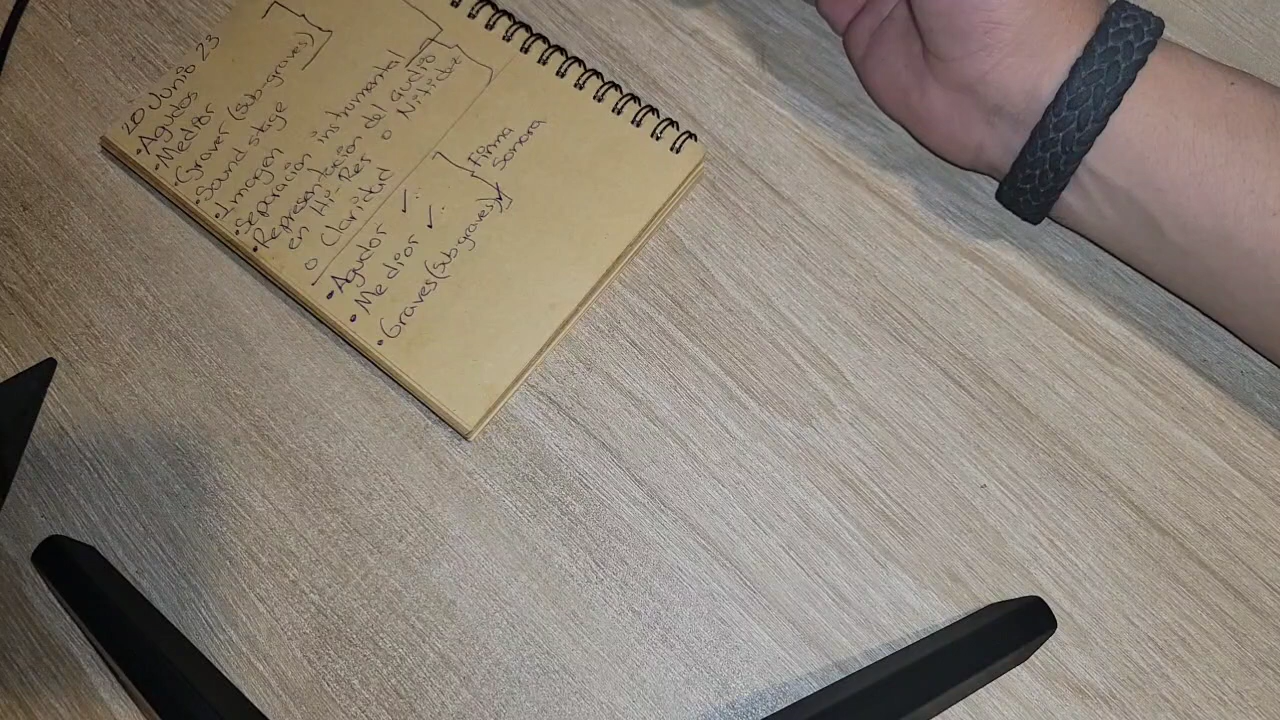 20 Junio 23
• Agudos
• Medios
• Graves (sub-graves)
• Sound stage
• Imagen
• Separación instrumental
• Representación del audio
en Hi-Res o Nitidez
o Claridad
• Agudos ✓
• Medios ✓
• Graves (sub graves)
Firma
Sonora